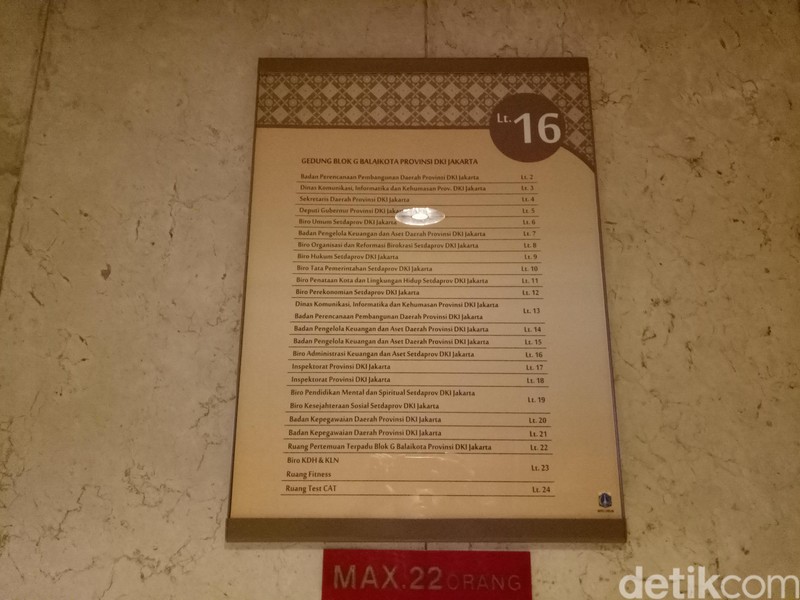 Lt. 16
GEDUNG BLOK G BALAIKOTA PROVINSI DKI JAKARTA
Badan Perencanaan Pembangunan Daerah Provinsi DKI Jakarta Lt. 2
Dinas Komunikasi, Informatika dan Kehumasan Prov. DKI Jakarta Lt. 3
Sekretaris Daerah Provinsi DKI Jakarta Lt. 4
Deputi Gubernur Provinsi DKI Jakarta Lt. 5
Biro Umum Setdaprov DKI Jakarta Lt. 6
Badan Pengelola Keuangan dan Aset Daerah Provinsi DKI Jakarta Lt. 7
Biro Organisasi dan Reformasi Birokrasi Setdaprov DKI Jakarta Lt. 8
Biro Hukum Setdaprov DKI Jakarta Lt. 9
Biro Tata Pemerintahan Setdaprov DKI Jakarta Lt. 10
Biro Penataan Kota dan Lingkungan Hidup Setdaprov DKI Jakarta Lt. 11
Biro Perekonomian Setdaprov DKI Jakarta Lt. 12
Dinas Komunikasi, Informatika dan Kehumasan Provinsi DKI Jakarta
Lt. 13
Badan Perencanaan Pembangunan Daerah Provinsi DKI Jakarta
Badan Pengelola Keuangan dan Aset Daerah Provinsi DKI Jakarta Lt. 14
Badan Pengelola Keuangan dan Aset Daerah Provinsi DKI Jakarta Lt. 15
Biro Administrasi Keuangan dan Aset Setdaprov DKI Jakarta Lt. 16
Inspektorat Provinsi DKI Jakarta Lt. 17
Inspektorat Provinsi DKI Jakarta Lt. 18
Biro Pendidikan Mental dan Spiritual Setdaprov DKI Jakarta
Lt. 19
Biro Kesejahteraan Sosial Setdaprov DKI Jakarta
Badan Kepegawaian Daerah Provinsi DKI Jakarta Lt. 20
Badan Kepegawaian Daerah Provinsi DKI Jakarta Lt. 21
Ruang Pertemuan Terpadu Blok G Balaikota Provinsi DKI Jakarta Lt. 22
Biro KDH & KLN
Lt. 23
Ruang Fitness
Ruang Test CAT Lt. 24
MAX.22 ORANG
detikcom